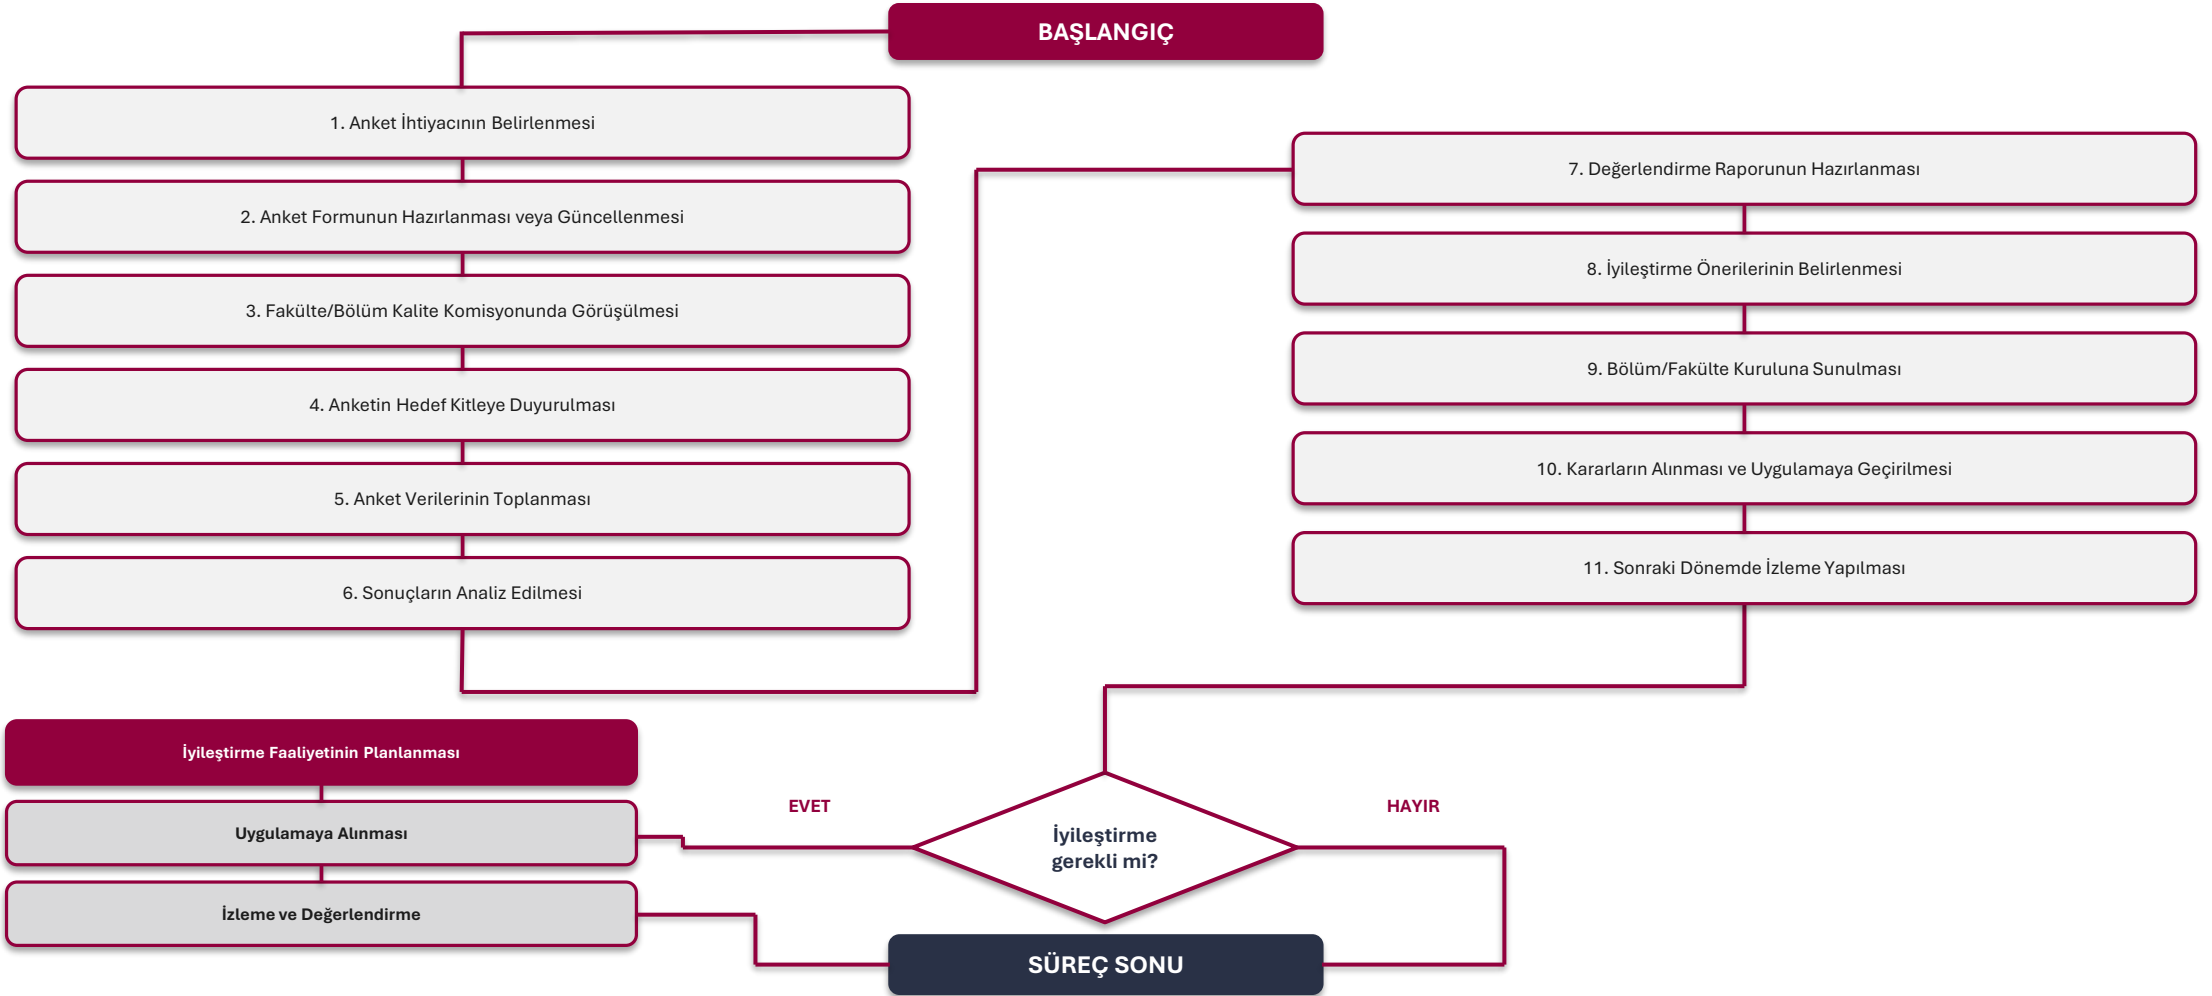 BAŞLANGIÇ
1. Anket İhtiyacının Belirlenmesi
2. Anket Formunun Hazırlanması veya Güncellenmesi
3. Fakülte/Bölüm Kalite Komisyonunda Görüşülmesi
4. Anketin Hedef Kitleye Duyurulması
5. Anket Verilerinin Toplanması
6. Sonuçların Analiz Edilmesi
7. Değerlendirme Raporunun Hazırlanması
8. İyileştirme Önerilerinin Belirlenmesi
9. Bölüm/Fakülte Kuruluna Sunulması
10. Kararların Alınması ve Uygulamaya Geçirilmesi
11. Sonraki Dönemde İzleme Yapılması
İyileştirme
gerekli mi?
EVET
HAYIR
İyileştirme Faaliyetinin Planlanması
Uygulamaya Alınması
İzleme ve Değerlendirme
SÜREÇ SONU